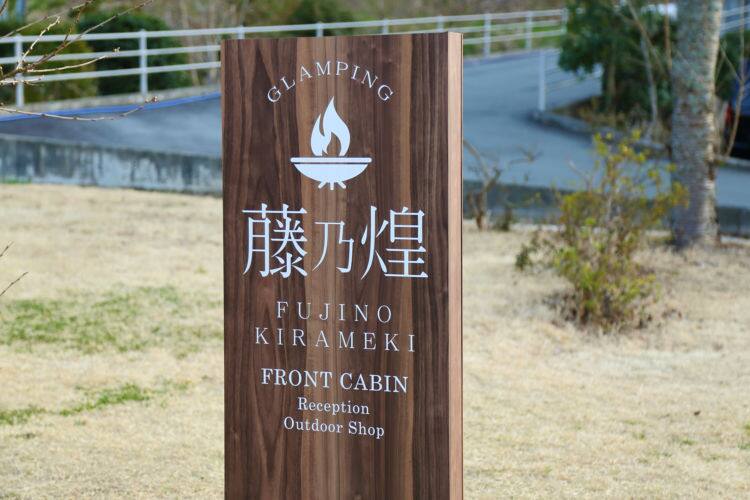 GLAMPING
藤乃煌
FUJINO
KIRAMEKI
FRONT CABIN
Reception
Outdoor Shop